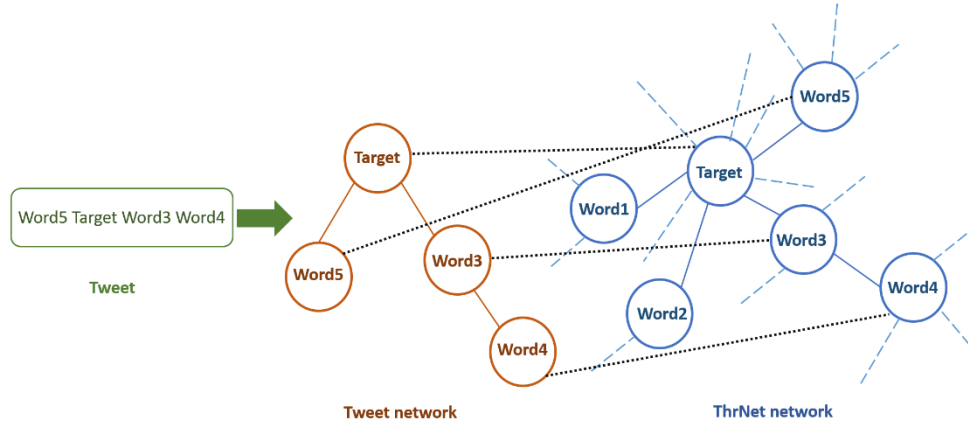 Word5 Target Word3 Word4
Tweet
Target
Word5
Word3
Word4
Tweet network
Word5
Target
Word1
Word3
Word2
Word4
ThrNet network